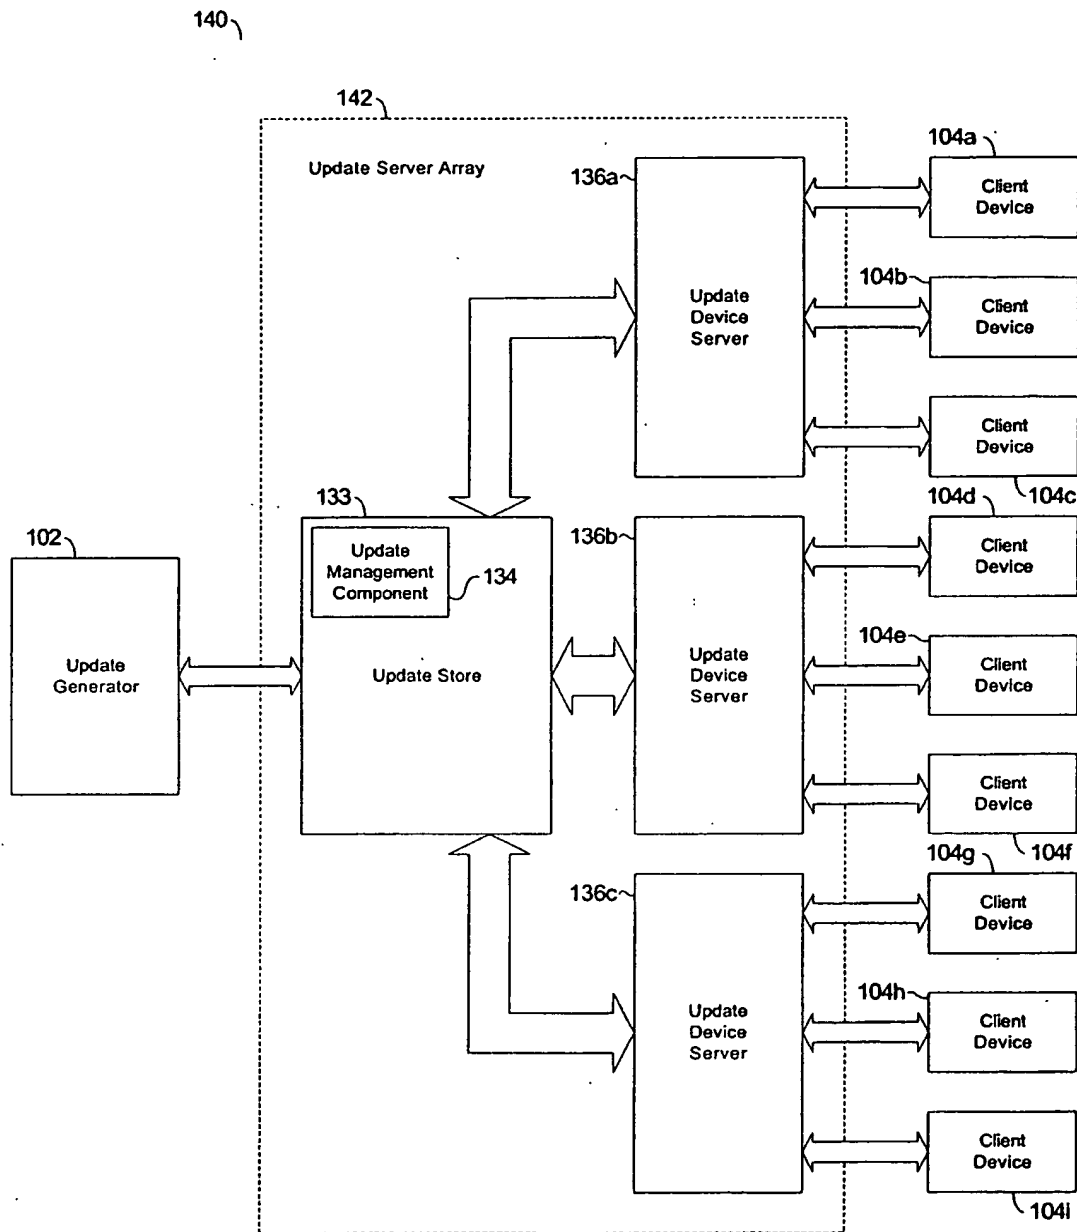 140
142
Update Server Array
136a
Update
Device
Server
104a
Client
Device
104b
Client
Device
Client
Device
104c
133
Update
Management
Component
134
Update Store
102
Update
Generator
136b
Update
Device
Server
104d
Client
Device
104e
Client
Device
Client
Device
104f
136c
Update
Device
Server
104g
Client
Device
104h
Client
Device
Client
Device
104i